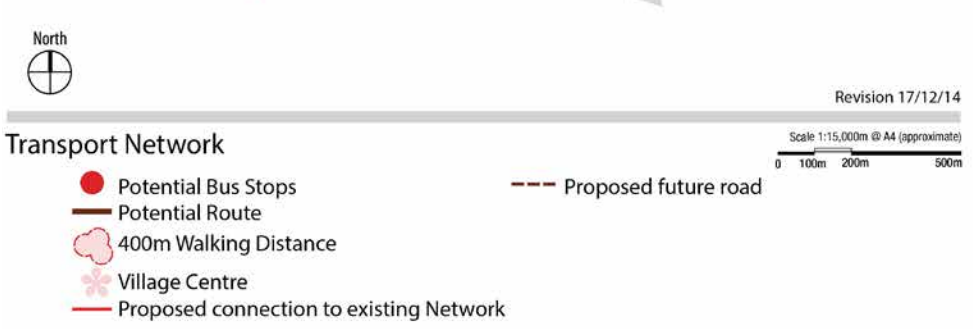 North
Revision 17/12/14
Transport Network
Scale 1:15,000m @ A4 (approximate)
0 100m 200m 500m
Potential Bus Stops
Proposed future road
Potential Route
400m Walking Distance
Village Centre
Proposed connection to existing Network